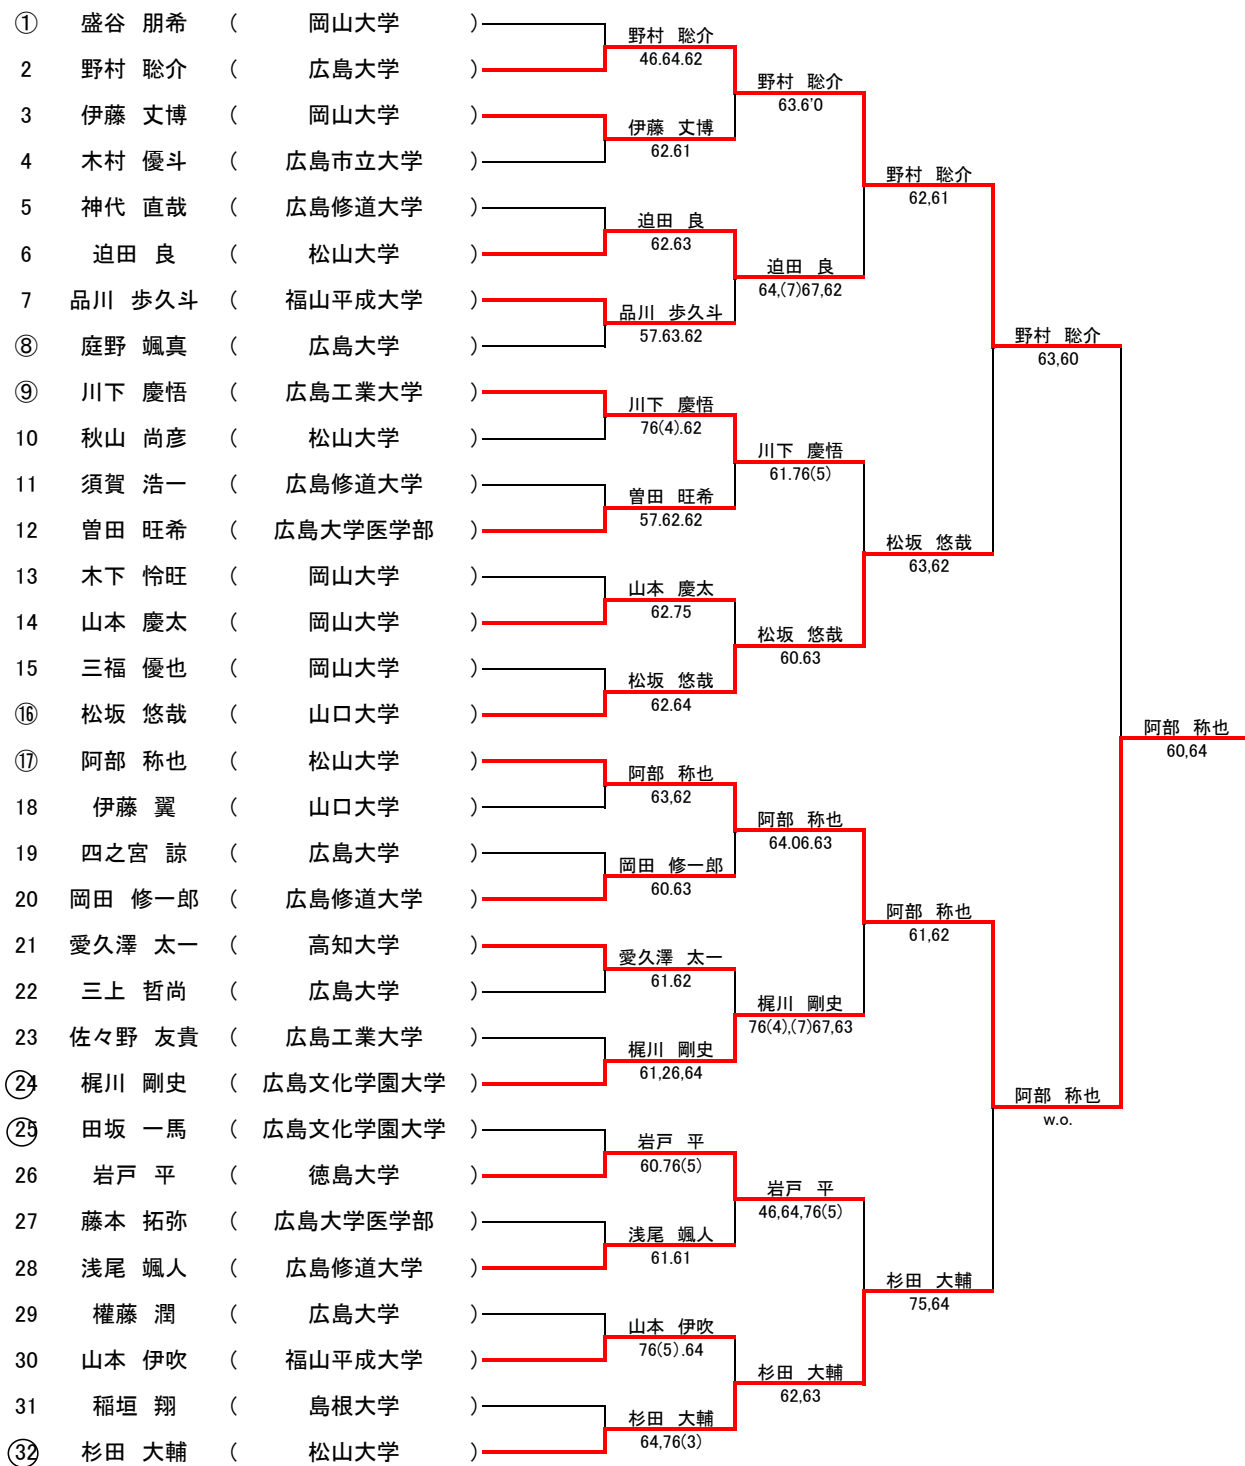 ① 盛谷 朋希 ( 岡山大学 )
野村 聡介
46.64.62
2 野村 聡介 ( 広島大学 )
野村 聡介
63.6'0
3 伊藤 丈博 ( 岡山大学 )
伊藤 丈博
62.61
4 木村 優斗 ( 広島市立大学 )
野村 聡介
62,61
5 神代 直哉 ( 広島修道大学 )
迫田 良
62.63
6 迫田 良 ( 松山大学 )
迫田 良
64,(7)67,62
7 品川 歩久斗 ( 福山平成大学 )
品川 歩久斗
57.63.62
⑧ 庭野 颯真 ( 広島大学 )
野村 聡介
63,60
⑨ 川下 慶悟 ( 広島工業大学 )
川下 慶悟
76(4).62
10 秋山 尚彦 ( 松山大学 )
川下 慶悟
61.76(5)
11 須賀 浩一 ( 広島修道大学 )
曽田 旺希
57.62.62
12 曽田 旺希 ( 広島大学医学部 )
松坂 悠哉
63,62
13 木下 怜旺 ( 岡山大学 )
山本 慶太
62.75
14 山本 慶太 ( 岡山大学 )
松坂 悠哉
60.63
15 三福 優也 ( 岡山大学 )
松坂 悠哉
62.64
⑯ 松坂 悠哉 ( 山口大学 )
阿部 称也
60,64
⑰ 阿部 称也 ( 松山大学 )
阿部 称也
63,62
18 伊藤 翼 ( 山口大学 )
阿部 称也
64.06.63
19 四之宮 諒 ( 広島大学 )
岡田 修一郎
60.63
20 岡田 修一郎 ( 広島修道大学 )
阿部 称也
61,62
21 愛久澤 太一 ( 高知大学 )
愛久澤 太一
61.62
22 三上 哲尚 ( 広島大学 )
梶川 剛史
76(4),(7)67,63
23 佐々野 友貴 ( 広島工業大学 )
梶川 剛史
61,26,64
㉔ 梶川 剛史 ( 広島文化学園大学 )
阿部 称也
w.o.
㉕ 田坂 一馬 ( 広島文化学園大学 )
岩戸 平
60.76(5)
26 岩戸 平 ( 徳島大学 )
岩戸 平
46,64,76(5)
27 藤本 拓弥 ( 広島大学医学部 )
浅尾 颯人
61.61
28 浅尾 颯人 ( 広島修道大学 )
杉田 大輔
75,64
29 權藤 潤 ( 広島大学 )
山本 伊吹
76(5).64
30 山本 伊吹 ( 福山平成大学 )
杉田 大輔
62,63
31 稲垣 翔 ( 島根大学 )
杉田 大輔
64,76(3)
㉜ 杉田 大輔 ( 松山大学 )